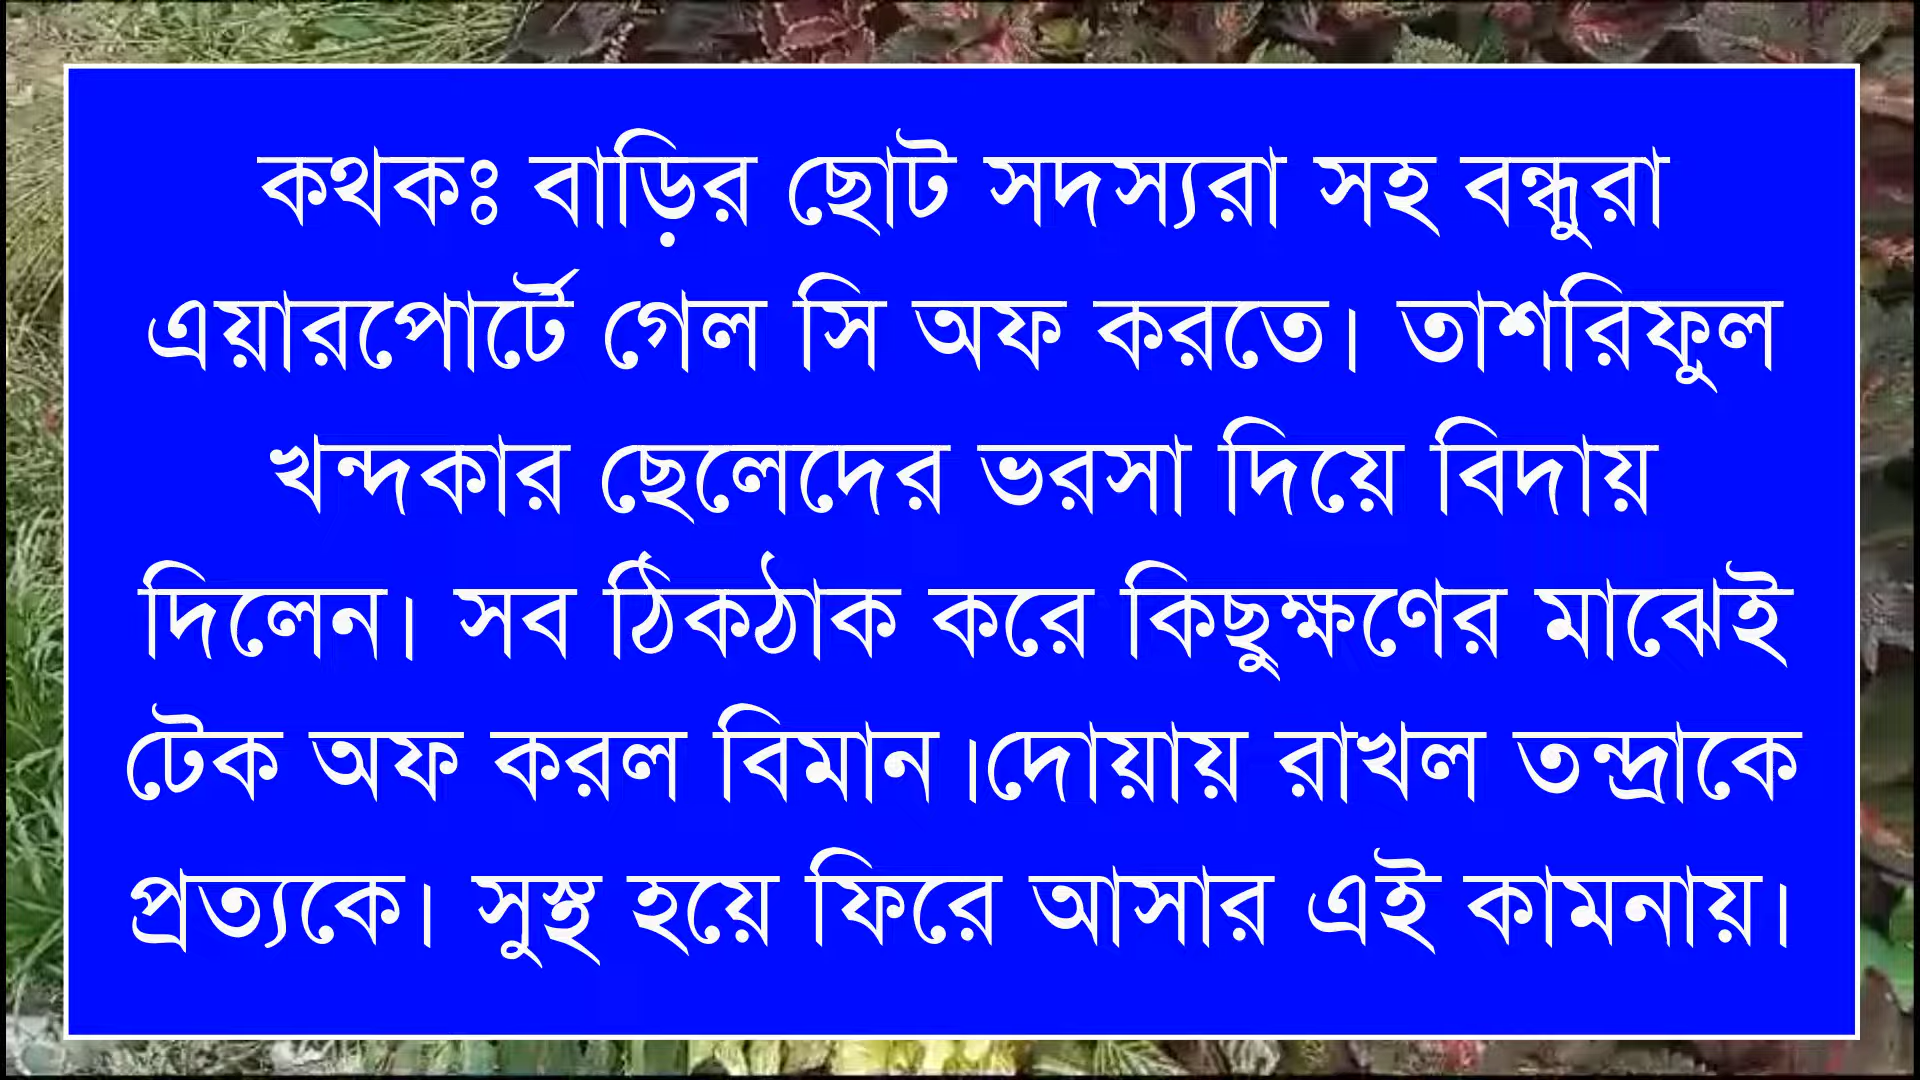 কথকঃ বাড়ির ছোট সদস্যরা সহ বন্ধুরা
এয়ারপোর্টে গেল সি অফ করতে। তাশরিফুল
খন্দকার ছেলেদের ভরসা দিয়ে বিদায়
দিলেন। সব ঠিকঠাক করে কিছুক্ষণের মাঝেই
টেক অফ করল বিমান।দোয়ায় রাখল তন্দ্রাকে
প্রত্যকে। সুস্থ হয়ে ফিরে আসার এই কামনায়।